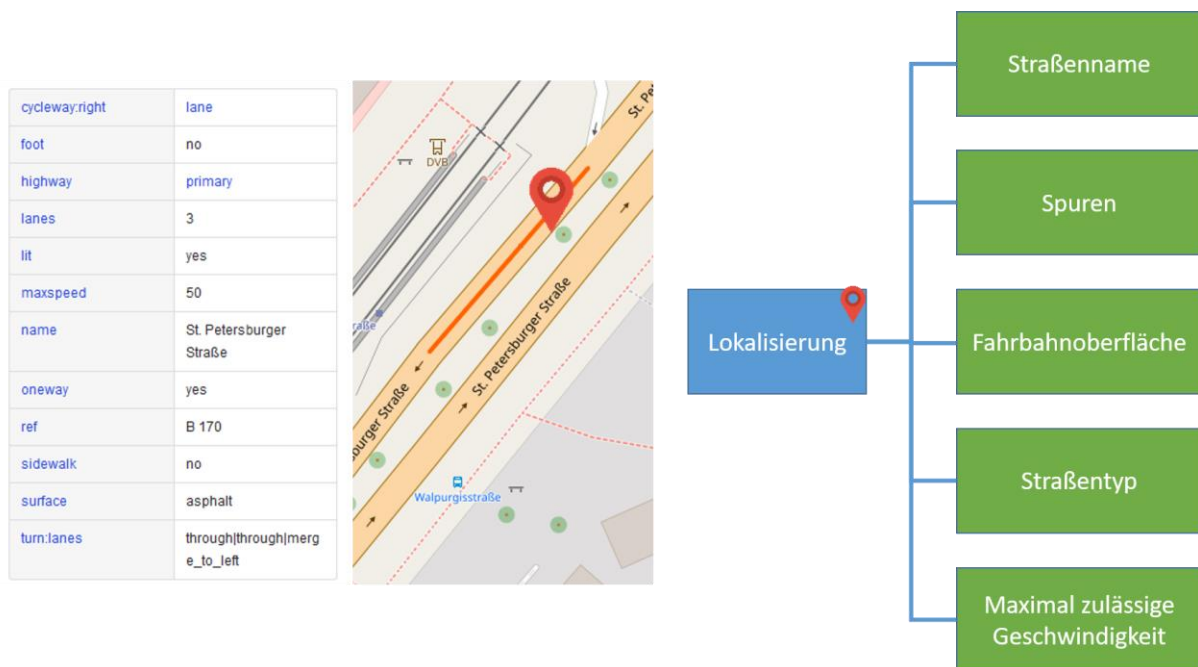 cycleway:right lane
foot no
highway primary
lanes 3
lit yes
maxspeed 50
name St. Petersburger
Straße
oneway yes
ref B 170
sidewalk no
surface asphalt
turn:lanes through|through|merg
e_to_left
St. Pe
DVB
raße
St. Petersburger Straße
burger Straße
Walpurgisstraße
Lokalisierung
Straßenname
Spuren
Fahrbahnoberfläche
Straßentyp
Maximal zulässige
Geschwindigkeit